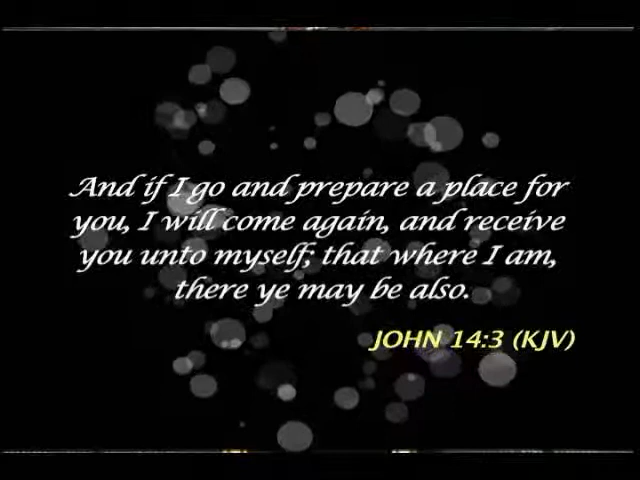 And if I go and prepare a place for
you, I will come again, and receive
you unto myself; that where I am,
there ye may be also.
JOHN 14:3 (KJV)